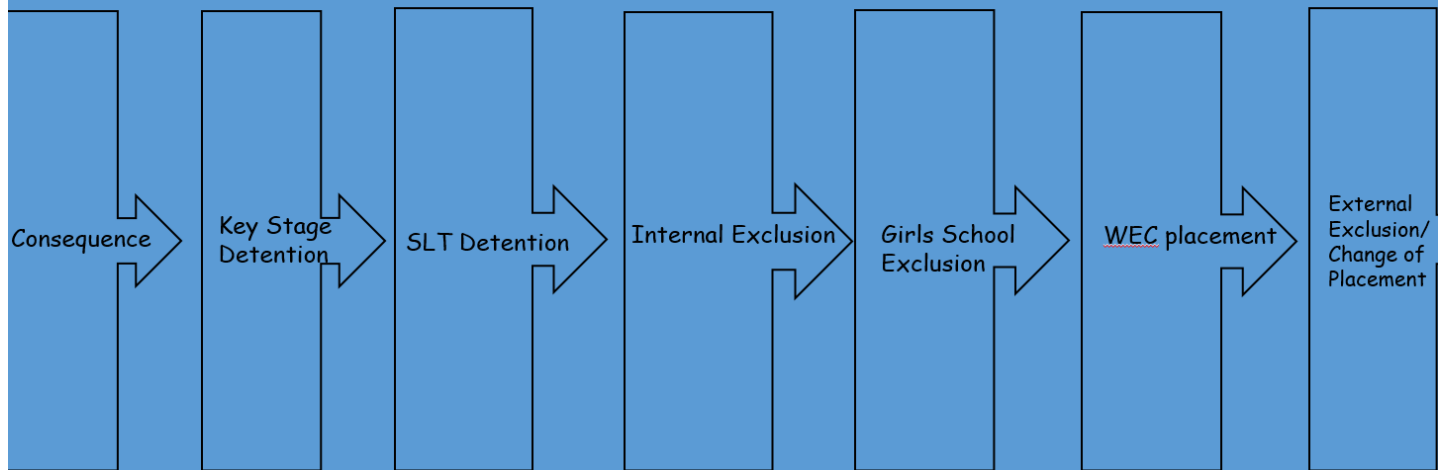 Consequence
Key Stage
Detention
SLT Detention
Internal Exclusion
Girls School
Exclusion
WEC placement
External
Exclusion/
Change of
Placement